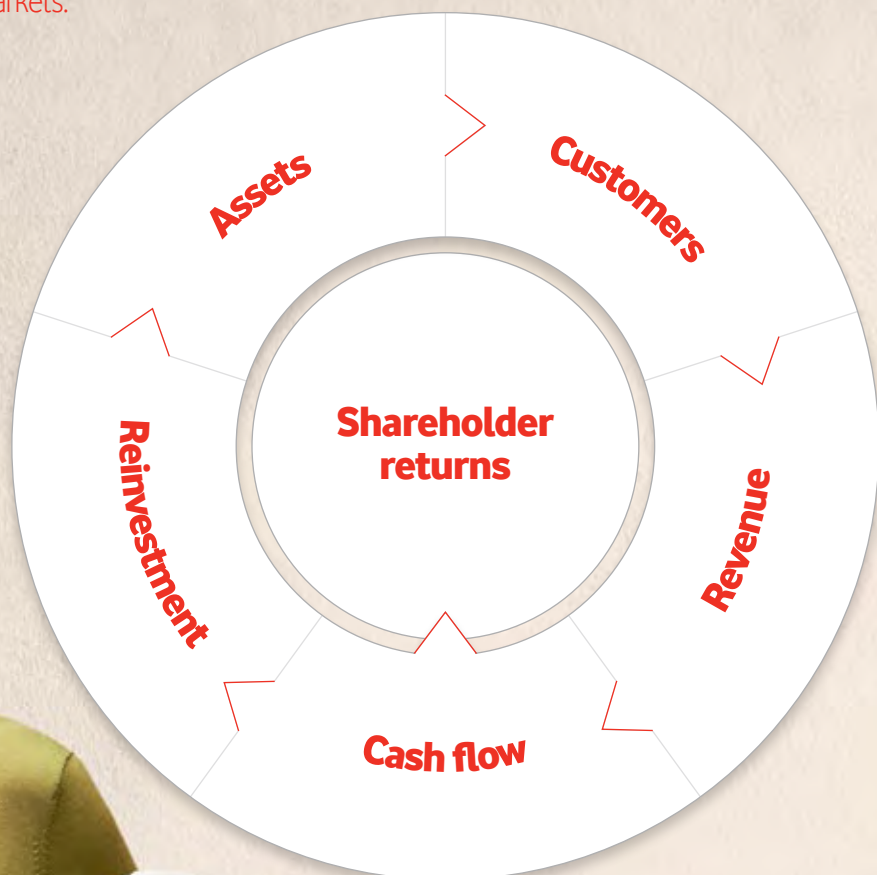 Assets
Customers
Shareholder
returns
Reinvestment
Revenue
Cash flow